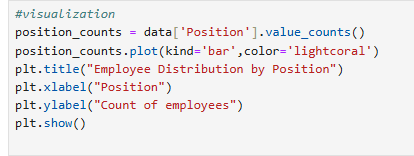 #visualization
position_counts = data['Position'].value_counts()
position_counts.plot(kind='bar',color='lightcoral')
plt.title("Employee Distribution by Position")
plt.xlabel("Position")
plt.ylabel("Count of employees")
plt.show()